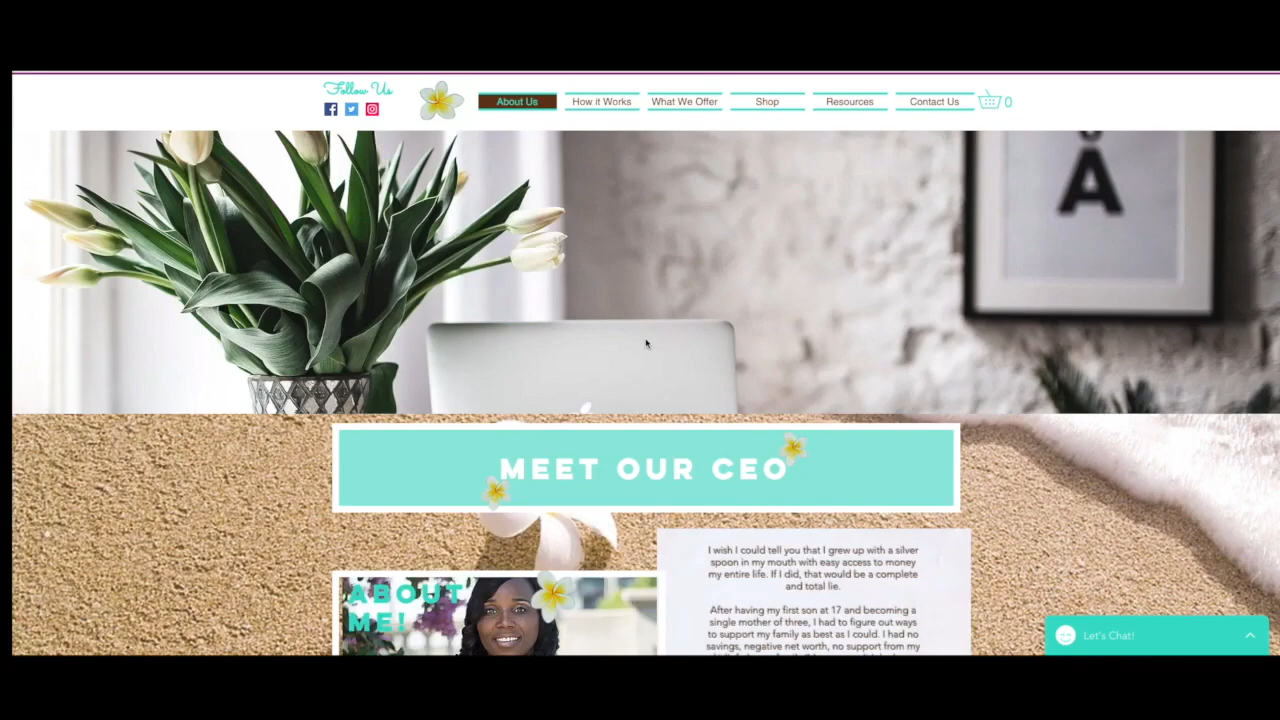 Follow Us
About Us
How it Works
What We Offer
Shop
Resources
Contact Us
0
Å
MEET OUR CEO
ABOUT
ME!
I wish I could tell you that I grew up with a silver
spoon in my mouth with easy access to money
my entire life. If I did, that would be a complete
and total lie.
After having my first son at 17 and becoming a
single mother of three, I had to figure out ways
to support my family as best as I could. I had no
savings, negative net worth, no support from my
Let's Chat!